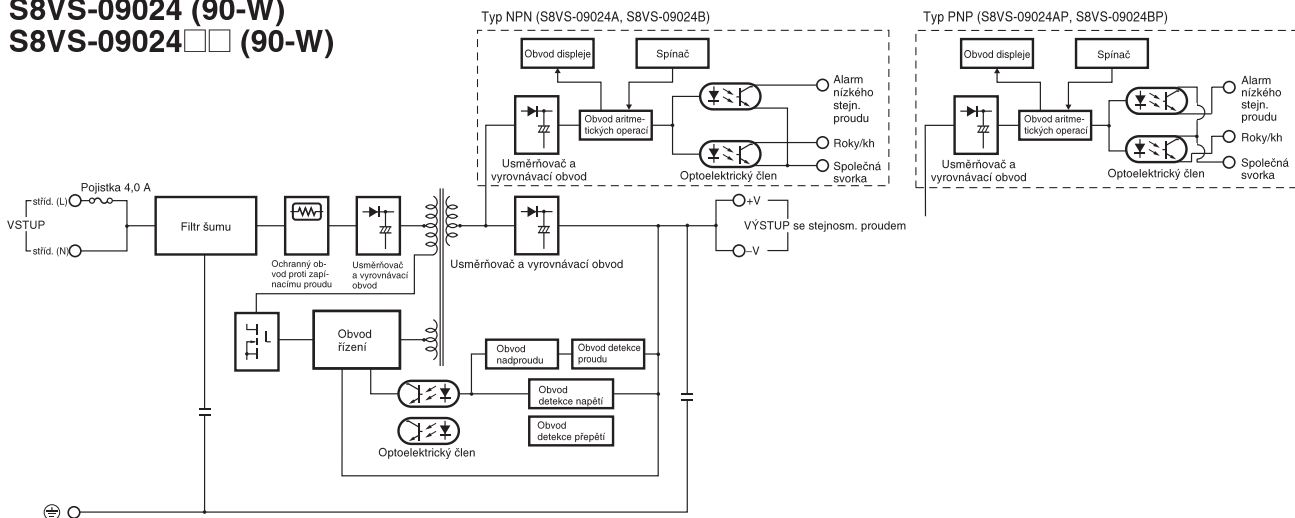 S8VS-09024 (90-W)
S8VS-09024□□ (90-W)
Typ NPN (S8VS-09024A, S8VS-09024B)
Obvod displeje
Spínač
Obvod aritme-
tických operací
Usměrňovač a
vyrovnávací obvod
Optoelektrický člen
Alarm
nízkého
stejn.
proudu
Roky/kh
Společná
svorka
Typ PNP (S8VS-09024AP, S8VS-09024BP)
Obvod displeje
Spínač
Obvod aritme-
tických operací
Usměrňovač a
vyrovnávací obvod
Optoelektrický člen
Alarm
nízkého
stejn.
proudu
Roky/kh
Společná
svorka
Pojistka 4,0 A
stříd. (L)
VSTUP
stříd. (N)
Filtr šumu
Ochranný ob-
vod proti zapí-
nacímu proudu
Usměrňovač
a vyrovnávací
obvod
Usměrňovač a vyrovnávací obvod
+V
VÝSTUP se stejnosm. proudem
–V
Obvod
řízení
Obvod
nadproudu
Obvod detekce
proudu
Obvod
detekce napětí
Obvod
detekce přepětí
Optoelektrický člen